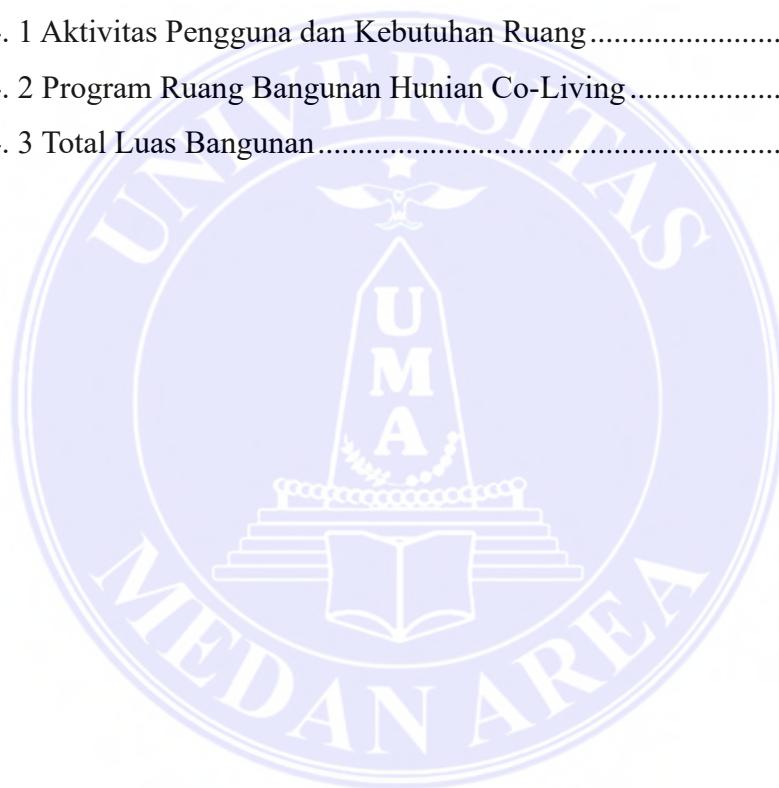 . 1 Aktivitas Pengguna dan Kebutuhan Ruang........................
. 2 Program Ruang Bangunan Hunian Co-Living...................
. 3 Total Luas Bangunan..........................................................
UNIVERSITAS
U
M
A
MEDAN AREA